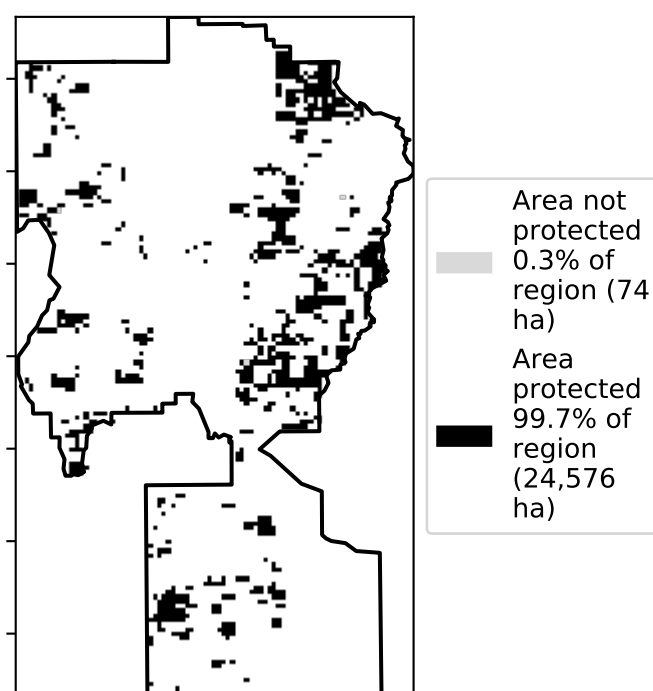 Area not
protected
0.3% of
region (74
ha)
Area
protected
99.7% of
region
(24,576
ha)